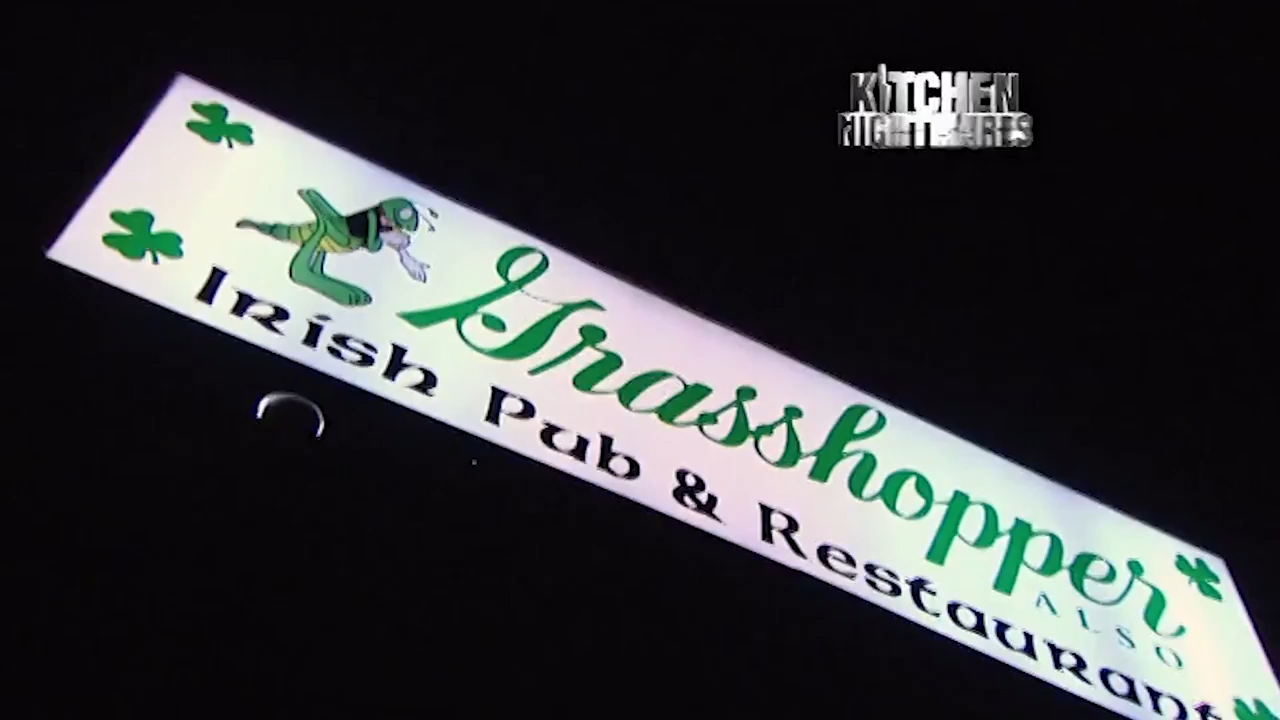 KITCHEN
NIGHTMARES
Grasshopper
ALSO
Irish Pub & Restaurant